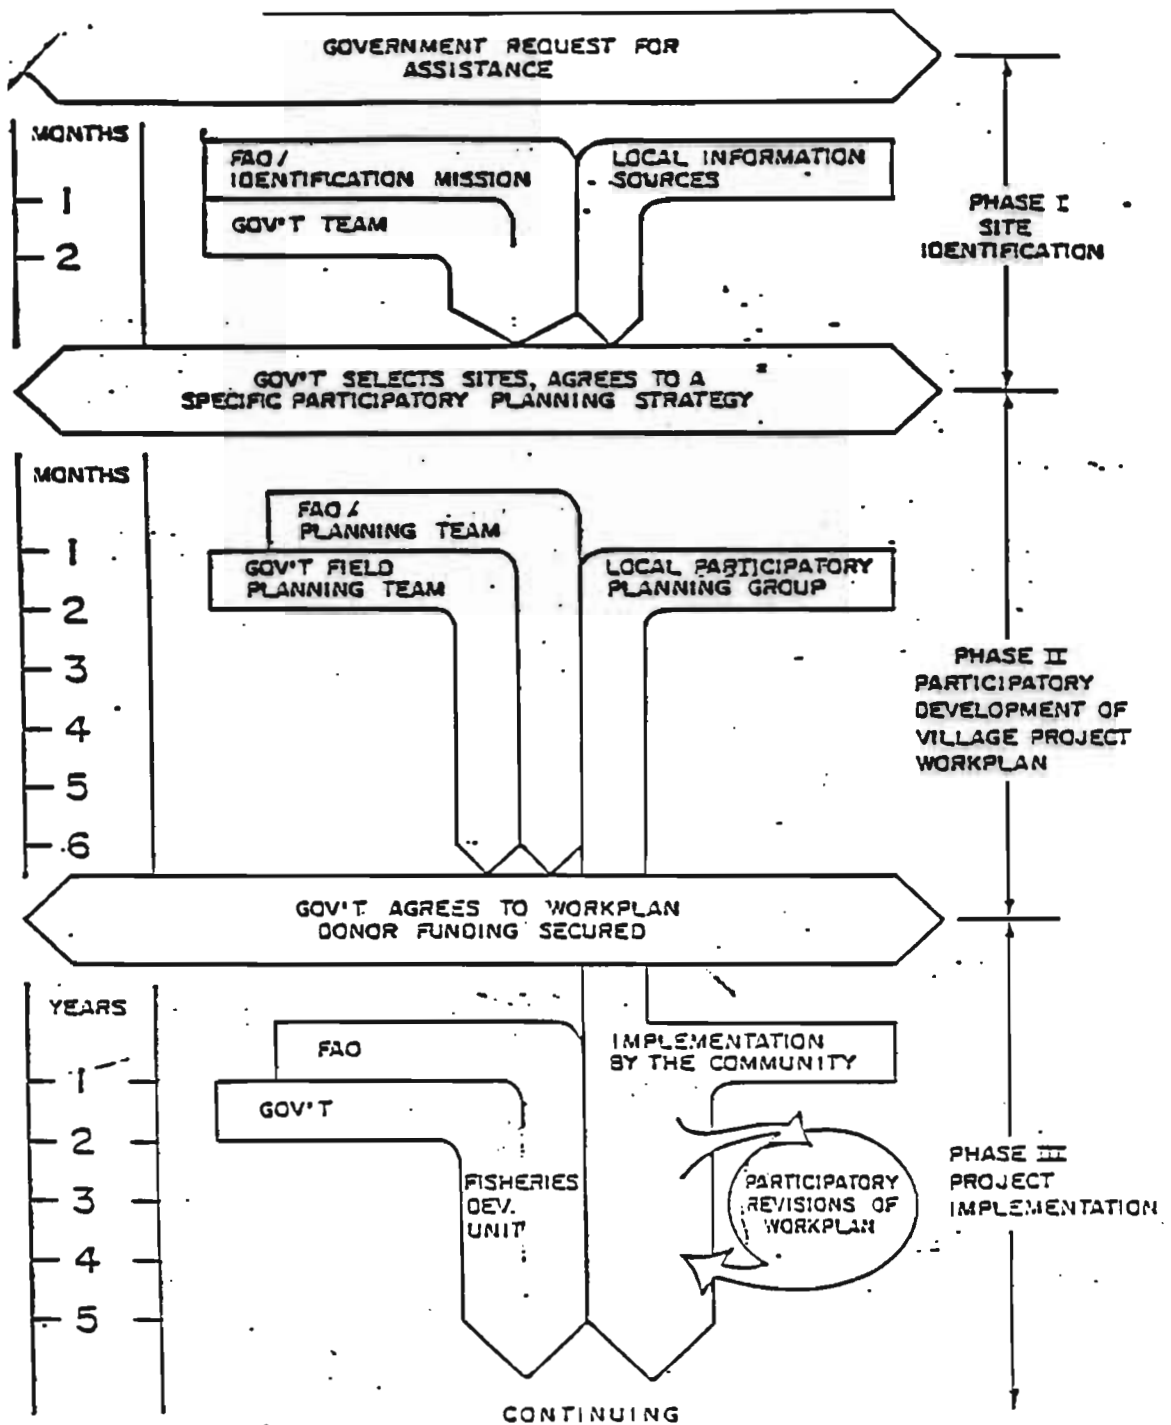 GOVERNMENT REQUEST FOR
ASSISTANCE
MONTHS
1
2
FAO/
IDENTIFICATION MISSION
GOV'T TEAM
LOCAL INFORMATION
SOURCES
PHASE I
SITE
IDENTIFICATION
GOV'T SELECTS SITES, AGREES TO A
SPECIFIC PARTICIPATORY PLANNING STRATEGY
MONTHS
1
2
3
4
5
6
FAO/
PLANNING TEAM
GOV'T FIELD
PLANNING TEAM
LOCAL PARTICIPATORY
PLANNING GROUP
PHASE II
PARTICIPATORY
DEVELOPMENT OF
VILLAGE PROJECT
WORKPLAN
GOV'T. AGREES TO WORKPLAN
DONOR FUNDING SECURED
YEARS
1
2
3
4
5
FAO
GOV'T
IMPLEMENTATION
BY THE COMMUNITY
FISHERIES
DEV.
UNIT
PARTICIPATORY
REVISIONS OF
WORKPLAN
PHASE III
PROJECT
IMPLEMENTATION
CONTINUING